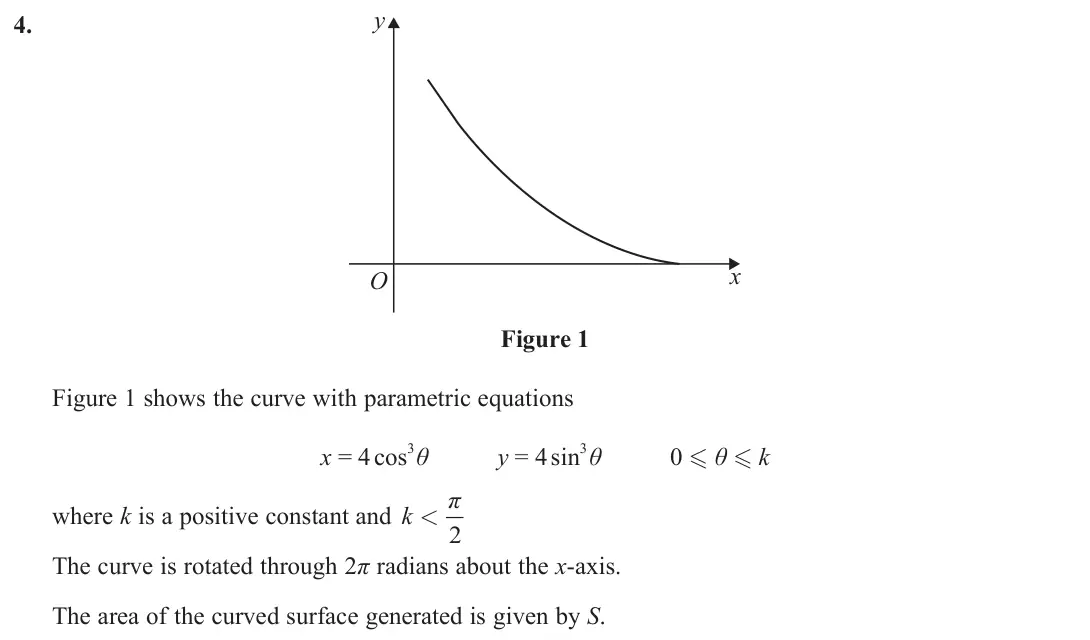 4.
y
O
x
Figure 1
Figure 1 shows the curve with parametric equations
x = 4 cos³θ y = 4 sin³θ 0 ⩽ θ ⩽ k
where k is a positive constant and k < π/2
The curve is rotated through 2π radians about the x-axis.
The area of the curved surface generated is given by S.